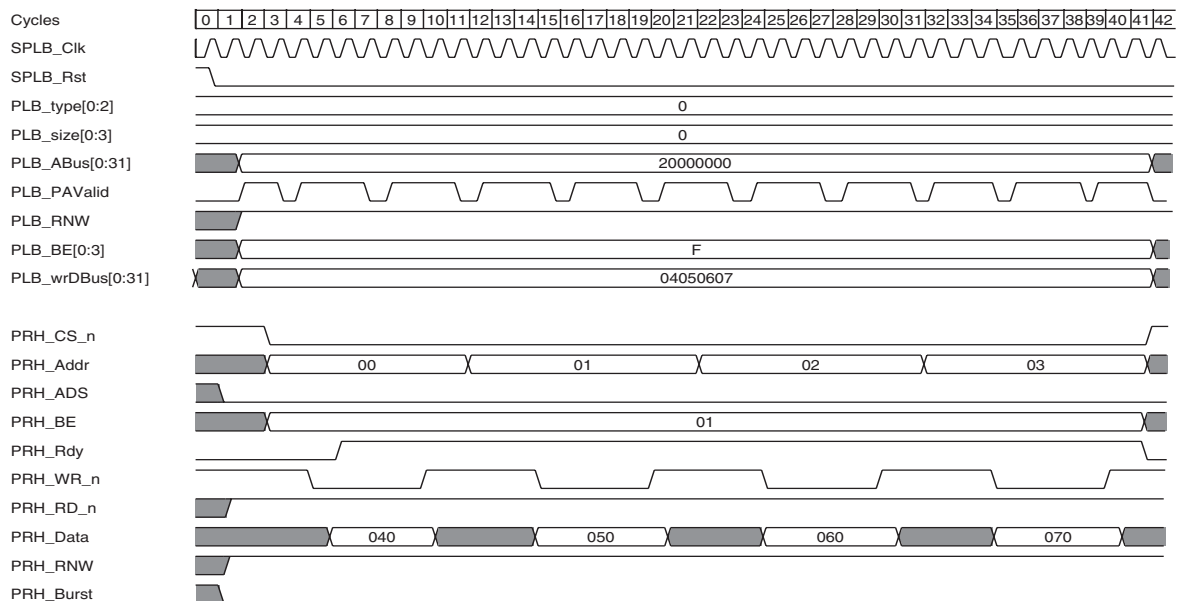 Cycles 0 1 2 3 4 5 6 7 8 9 10 11 12 13 14 15 16 17 18 19 20 21 22 23 24 25 26 27 28 29 30 31 32 33 34 35 36 37 38 39 40 41 42
SPLB_Clk
SPLB_Rst
PLB_type[0:2] 0
PLB_size[0:3] 0
PLB_ABus[0:31] 20000000
PLB_PAValid
PLB_RNW
PLB_BE[0:3] F
PLB_wrDBus[0:31] 04050607
PRH_CS_n
PRH_Addr 00 01 02 03
PRH_ADS
PRH_BE 01
PRH_Rdy
PRH_WR_n
PRH_RD_n
PRH_Data 040 050 060 070
PRH_RNW
PRH_Burst